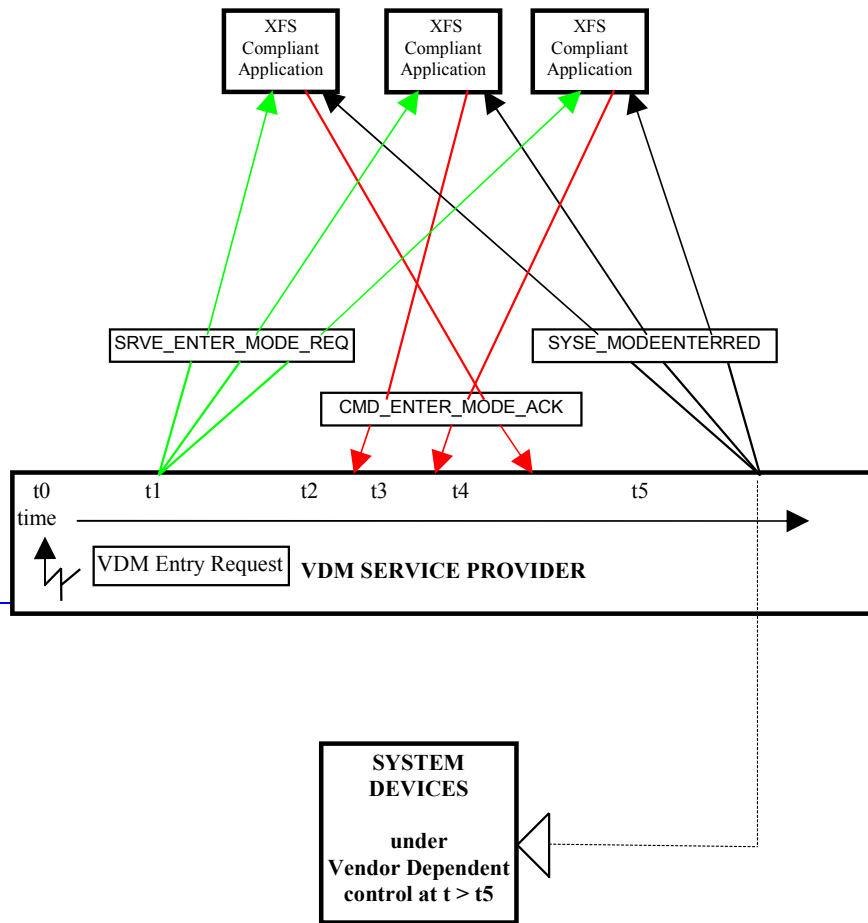 XFS
Compliant
Application
XFS
Compliant
Application
XFS
Compliant
Application
SRVE_ENTER_MODE_REQ
SYSE_MODEENTERRED
CMD_ENTER_MODE_ACK
t0 t1 t2 t3 t4 t5
time
VDM Entry Request
VDM SERVICE PROVIDER
SYSTEM
DEVICES
under
Vendor Dependent
control at t > t5